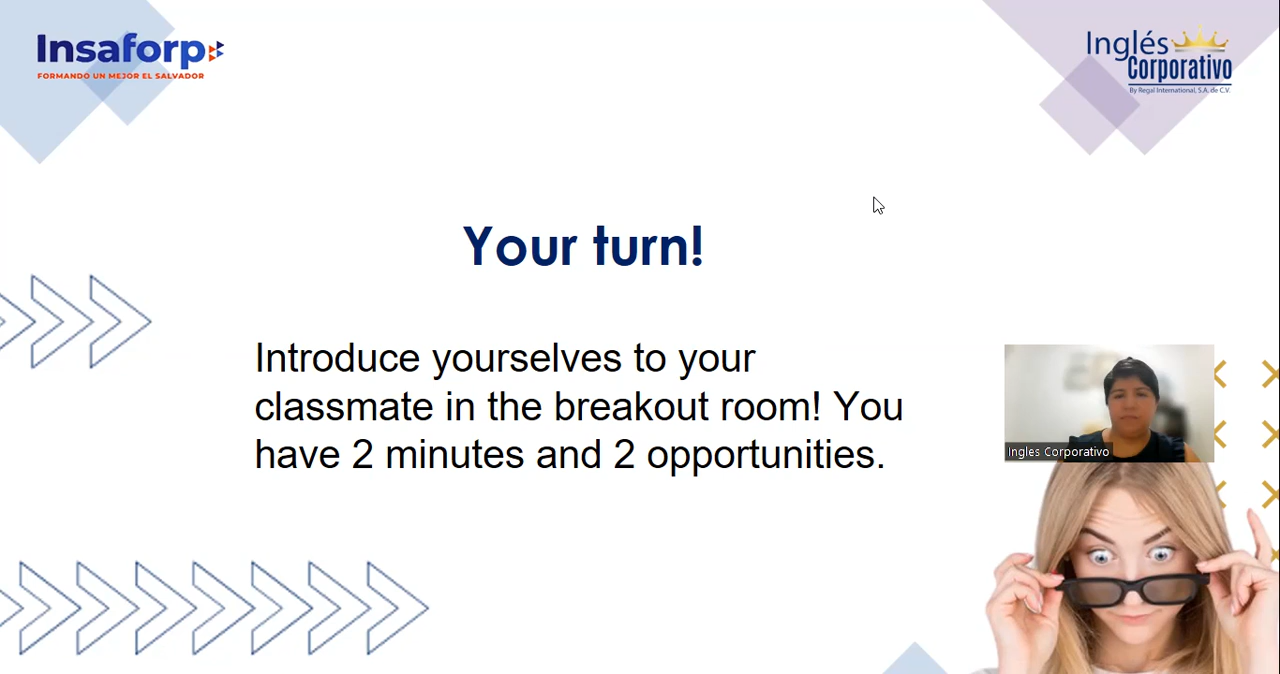 Insaforp
FORMANDO UN MEJOR EL SALVADOR
Inglés
Corporativo
By Regal International, S.A. de C.V.
Your turn!
Introduce yourselves to your
classmate in the breakout room! You
have 2 minutes and 2 opportunities.
Ingles Corporativo